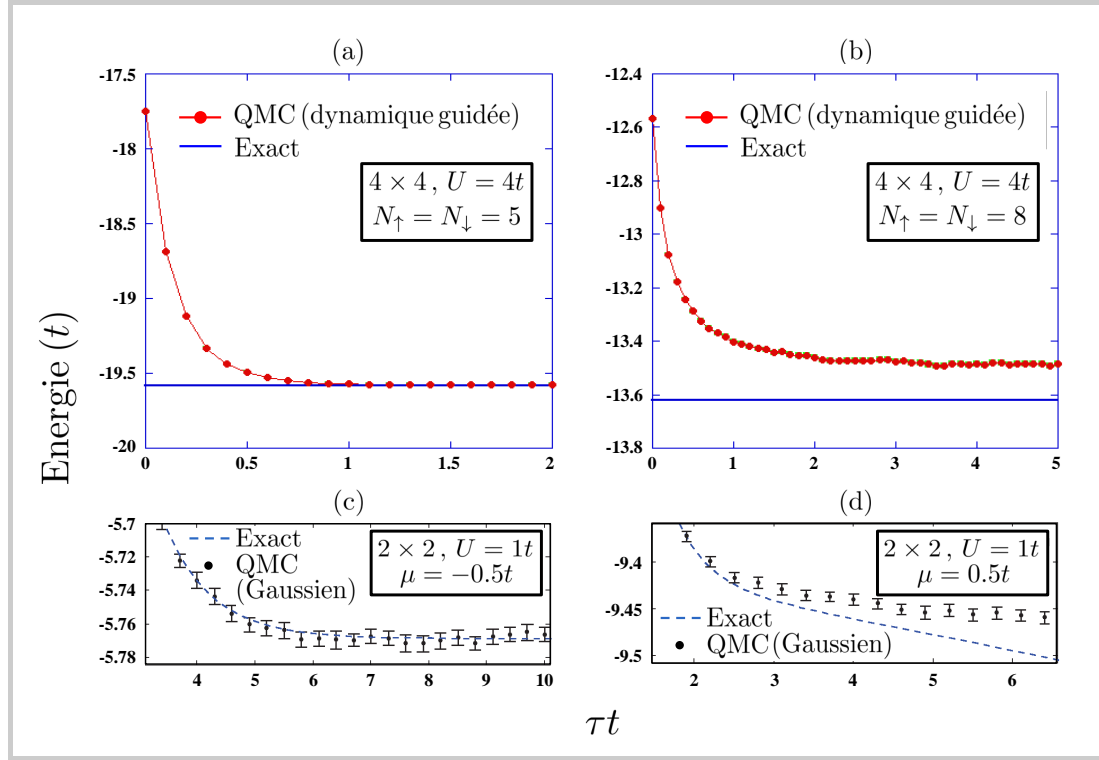 (a)
-17.5
-18
-18.5
-19
-19.5
-20
0
0.5
1
1.5
2
QMC (dynamique guidée)
Exact
4 × 4 , U = 4t
N↑ = N↓ = 5
(b)
-12.4
-12.6
-12.8
-13
-13.2
-13.4
-13.6
-13.8
0
1
2
3
4
5
QMC (dynamique guidée)
Exact
4 × 4 , U = 4t
N↑ = N↓ = 8
Energie (t)
(c)
-5.7
-5.72
-5.74
-5.76
-5.78
4
5
6
7
8
9
10
Exact
QMC
(Gaussien)
2 × 2 , U = 1t
μ = −0.5t
(d)
-9.4
-9.45
-9.5
2
3
4
5
6
2 × 2 , U = 1t
μ = 0.5t
Exact
QMC (Gaussien)
τt